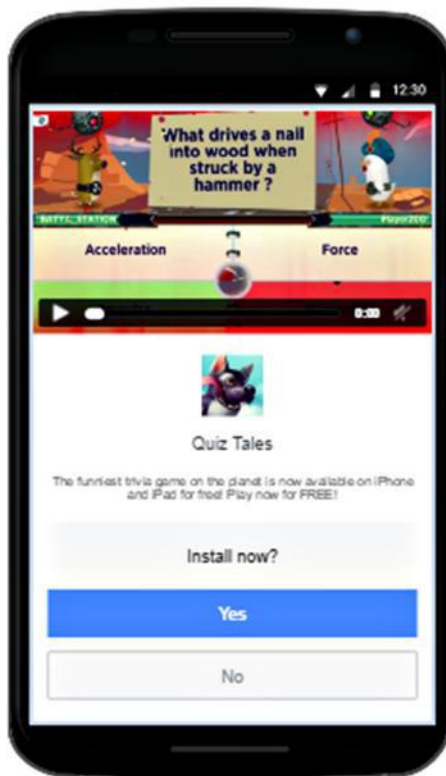 12:30
What drives a nail
into wood when
struck by a
hammer ?
BATTC_STATION
Player2CO
Acceleration
Force
0:00
Quiz Tales
The funniest trivia game on the planet is now available on iPhone
and iPad for free! Play now for FREE!
Install now?
Yes
No